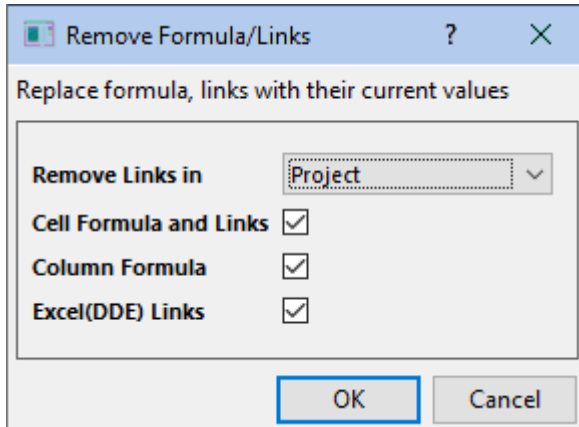 Remove Formula/Links ?
Replace formula, links with their current values
Remove Links in Project
Cell Formula and Links
Column Formula
Excel(DDE) Links
OK Cancel